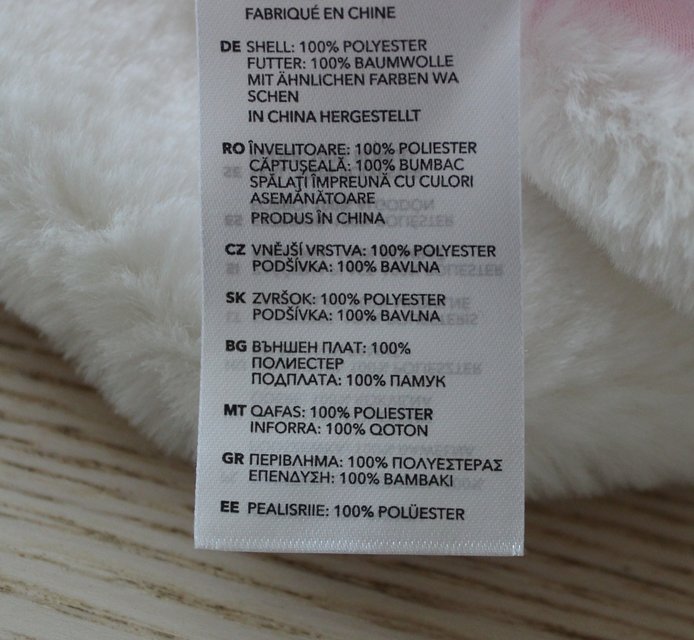 FABRIQUÉ EN CHINE
DE SHELL: 100% POLYESTER
FUTTER: 100% BAUMWOLLE
MIT ÄHNLICHEN FARBEN WA
SCHEN
IN CHINA HERGESTELLT
RO ÎNVELITOARE: 100% POLIESTER
CĂPTUȘEALĂ: 100% BUMBAC
SPĂLAȚI ÎMPREUNĂ CU CULORI
ASEMĂNĂTOARE
PRODUS ÎN CHINA
CZ VNĚJŠÍ VRSTVA: 100% POLYESTER
PODŠÍVKA: 100% BAVLNA
SK ZVRŠOK: 100% POLYESTER
PODŠÍVKA: 100% BAVLNA
BG ВЪНШЕН ПЛАТ: 100%
ПОЛИЕСТЕР
ПОДПЛАТА: 100% ПАМУК
MT QAFAS: 100% POLIESTER
INFORRA: 100% QOTON
GR ΠΕΡΙΒΛΗΜΑ: 100% ΠΟΛΥΕΣΤΕΡΑΣ
ΕΠΕΝΔΥΣΗ: 100% ΒΑΜΒΑΚΙ
EE PEALISRIIE: 100% POLÜESTER